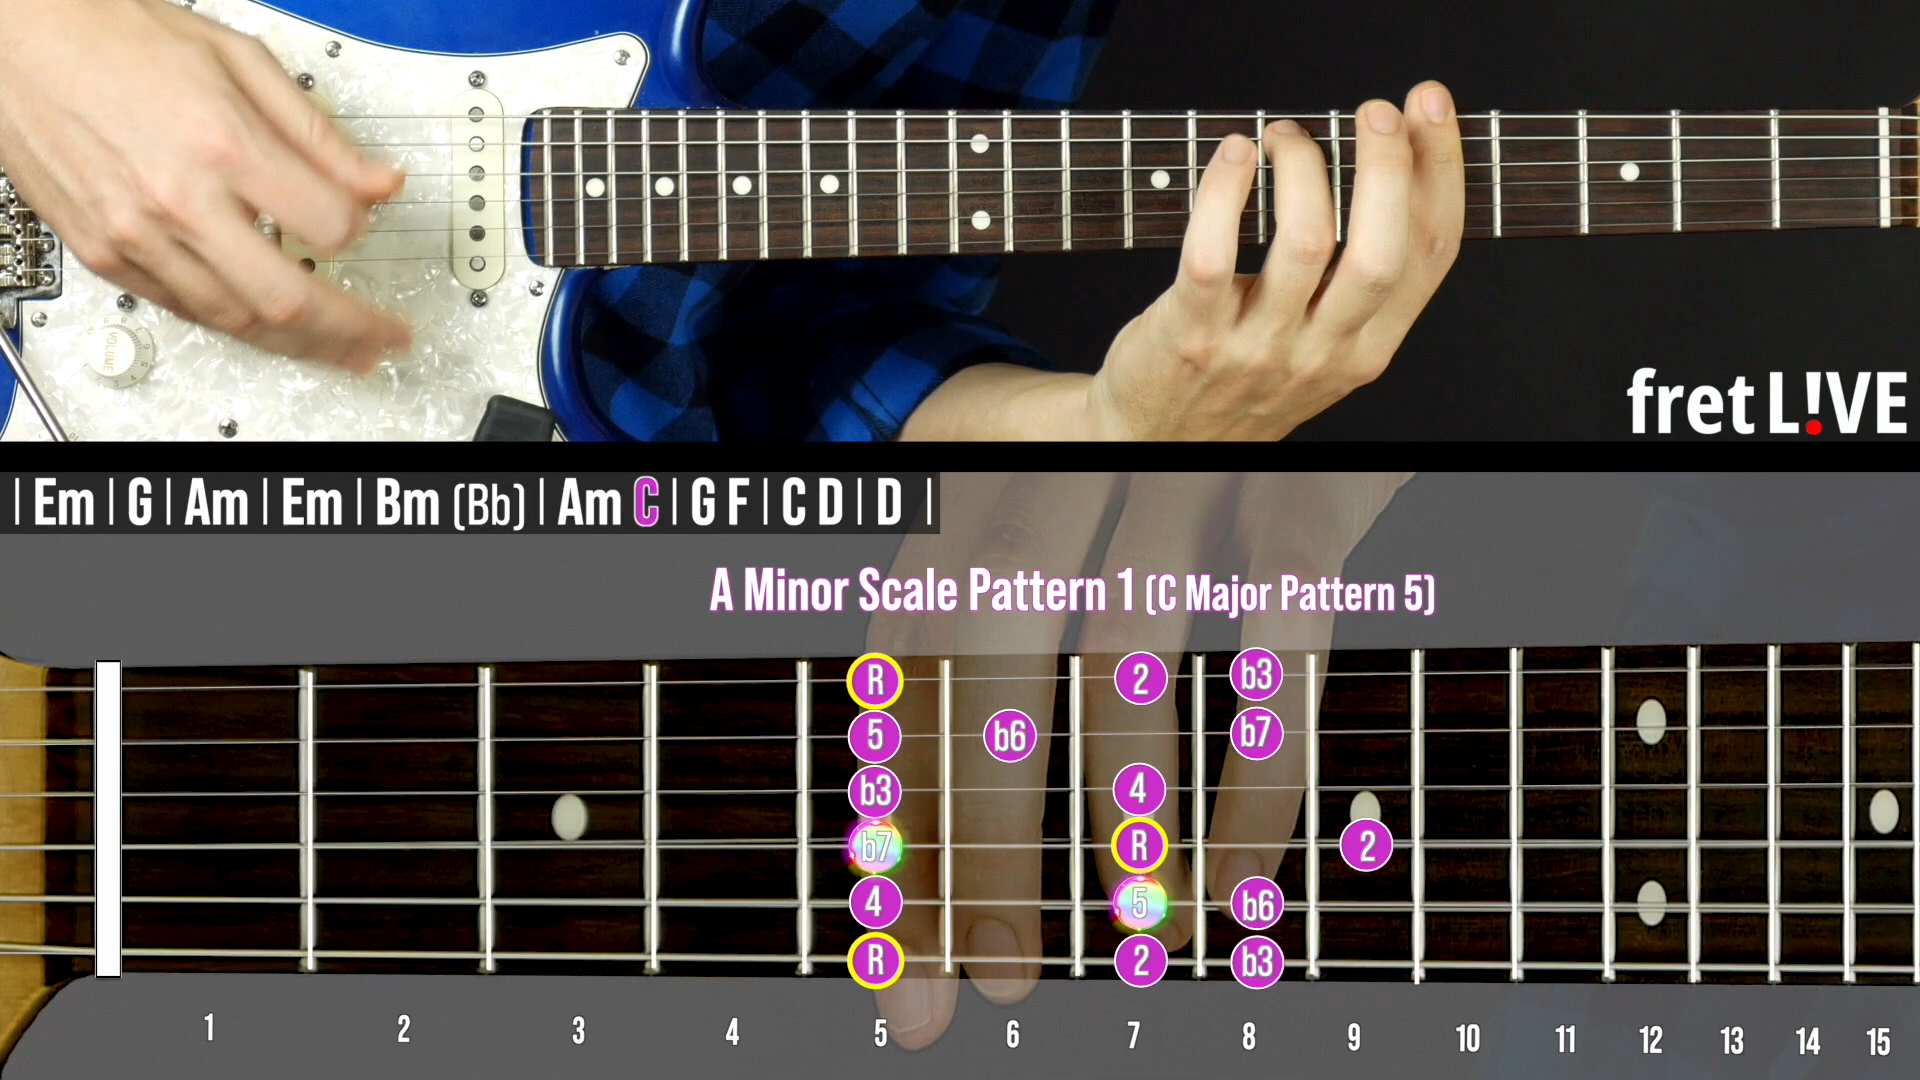 VOLUME
fret L!VE
| Em | G | Am | Em | Bm (Bb) | Am C | G F | C D | D |
A Minor Scale Pattern 1 (C Major Pattern 5)
R 2 b3
5 b6 b7
b3 4
b7 R 2
4 5 b6
R 2 b3
1 2 3 4 5 6 7 8 9 10 11 12 13 14 15